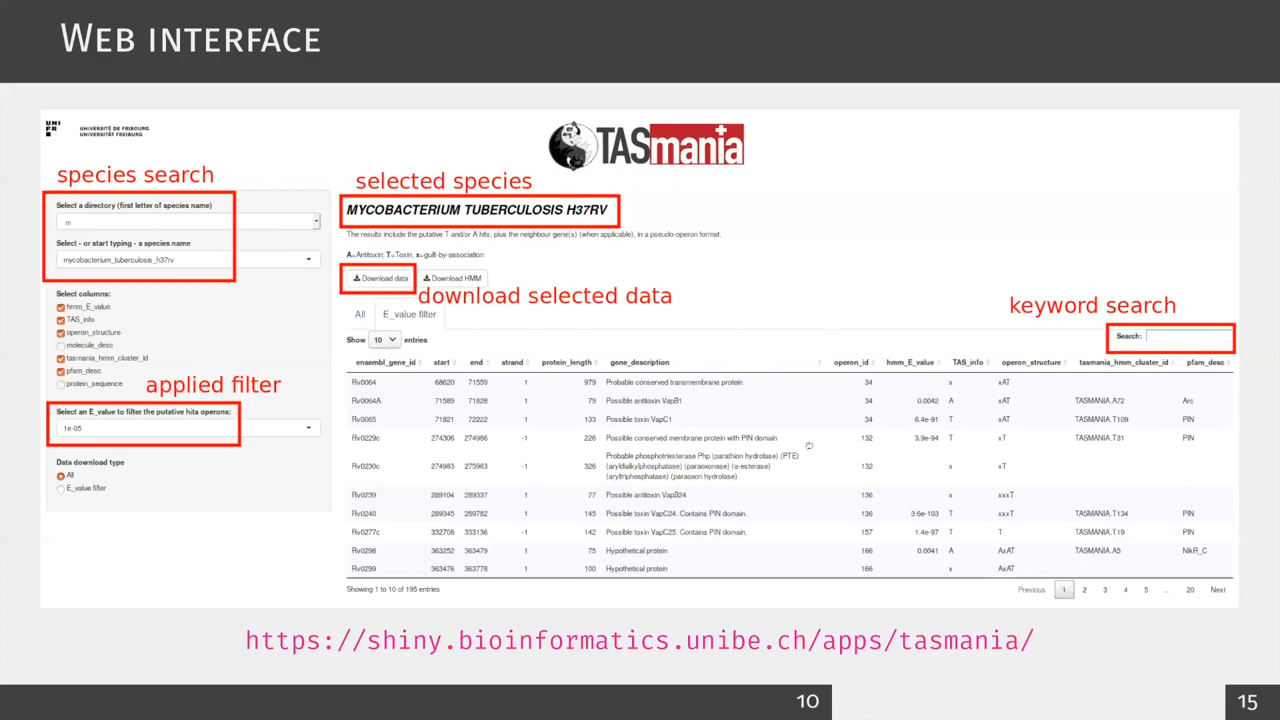 WEB INTERFACE
UNI
FR
UNIVERSITÉ DE FRIBOURG
UNIVERSITÄT FREIBURG
TASmania
species search
Select a directory (first letter of species name)
m
Select - or start typing - a species name
mycobacterium_tuberculosis_h37rv
Select columns:
hmm_E_value
TAS_info
operon_structure
molecule_desc
tasmania_hmm_cluster_id
pfam_desc
protein_sequence
applied filter
Select an E_value to filter the putative hits operons:
1e-05
Data download type
All
E_value filter
selected species
MYCOBACTERIUM TUBERCULOSIS H37RV
The results include the putative T and/or A hits, plus the neighbour gene(s) (when applicable), in a pseudo-operon format.
A=Antitoxin; T=Toxin, x=guilt-by-association
Download data Download HMM
download selected data
All E_value filter
keyword search
Show 10 entries
Search:
ensembl_gene_id start end strand protein_length gene_description operon_id hmm_E_value TAS_info operon_structure tasmania_hmm_cluster_id pfam_desc
Rv0064 68620 71559 1 979 Probable conserved transmembrane protein 34 x xAT
Rv0064A 71589 71828 1 79 Possible antitoxin VapB1 34 0.0042 A xAT TASMANIA.A72 Arc
Rv0065 71821 72222 1 133 Possible toxin VapC1 34 6.4e-91 T xAT TASMANIA.T109 PIN
Rv0229c 274306 274986 -1 226 Possible conserved membrane protein with PIN domain 132 3.9e-94 T xT TASMANIA.T31 PIN
Rv0230c 274983 275963 -1 326 Probable phosphotriesterase Php (parathion hydrolase) (PTE)
(aryldialkylphosphatase) (paraoxonase) (a-esterase)
(aryltriphosphatase) (paraoxon hydrolase) 132 x xT
Rv0239 289104 289337 1 77 Possible antitoxin VapB24 136 x xxxT
Rv0240 289345 289782 1 145 Possible toxin VapC24. Contains PIN domain. 136 3.6e-103 T xxxT TASMANIA.T134 PIN
Rv0277c 332708 333136 -1 142 Possible toxin VapC25. Contains PIN domain. 157 1.4e-97 T T TASMANIA.T19 PIN
Rv0298 363252 363479 1 75 Hypothetical protein 166 0.0041 A AxAT TASMANIA.A5 NikR_C
Rv0299 363476 363778 1 100 Hypothetical protein 166 x AxAT
Showing 1 to 10 of 195 entries
Previous 1 2 3 4 5 ... 20 Next
https://shiny.bioinformatics.unibe.ch/apps/tasmania/
10
15